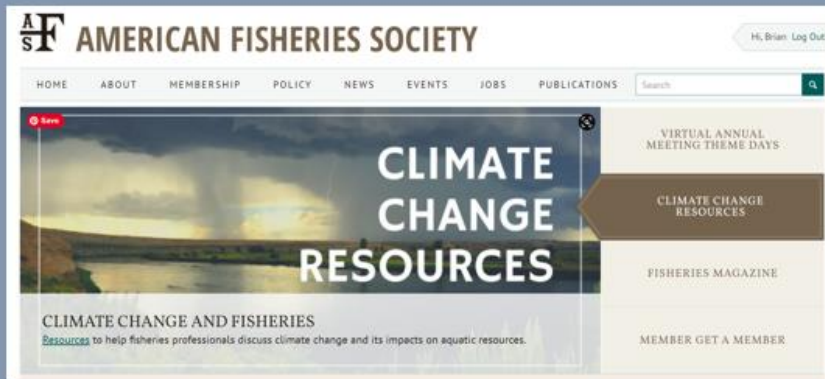 AFS AMERICAN FISHERIES SOCIETY
Hi, Brian Log Out
HOME ABOUT MEMBERSHIP POLICY NEWS EVENTS JOBS PUBLICATIONS Search
Save
CLIMATE
CHANGE
RESOURCES
CLIMATE CHANGE AND FISHERIES
Resources to help fisheries professionals discuss climate change and its impacts on aquatic resources.
VIRTUAL ANNUAL
MEETING THEME DAYS
CLIMATE CHANGE
RESOURCES
FISHERIES MAGAZINE
MEMBER GET A MEMBER